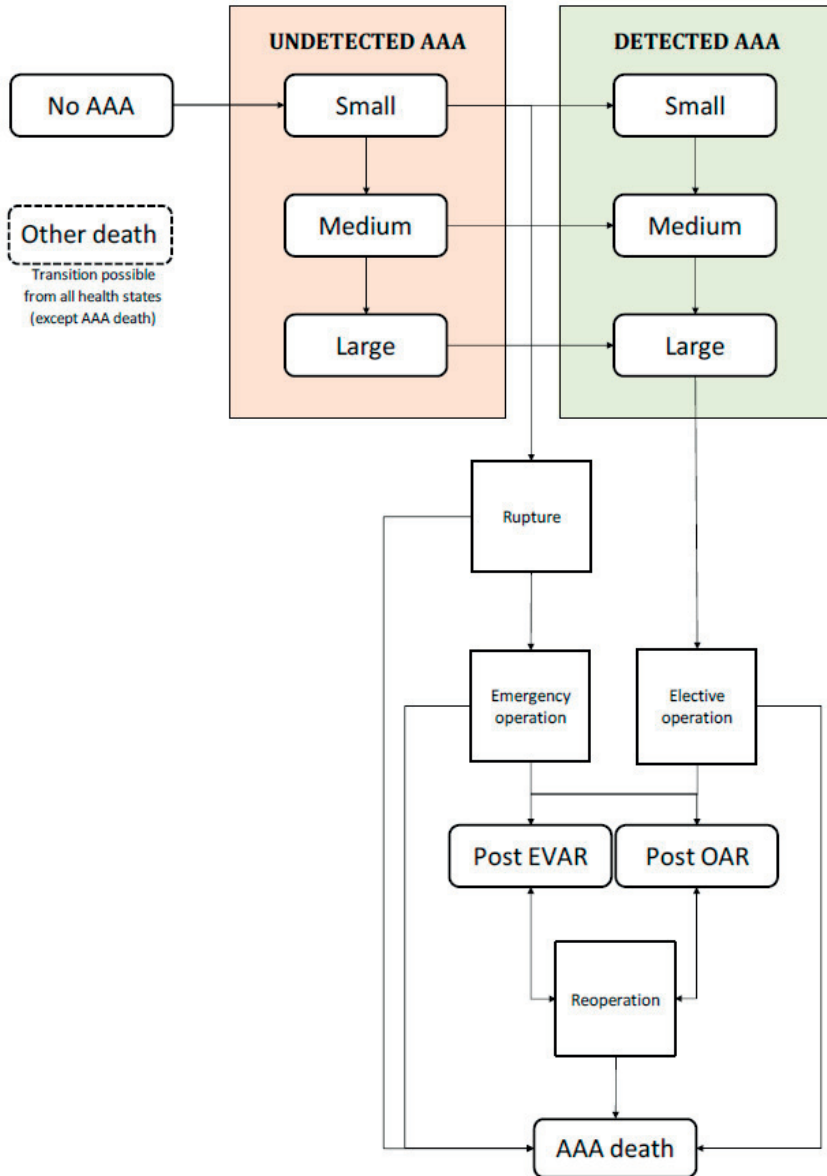 UNDETECTED AAA
DETECTED AAA
No AAA
Small
Small
Other death
Transition possible
from all health states
(except AAA death)
Medium
Medium
Large
Large
Rupture
Emergency
operation
Elective
operation
Post EVAR
Post OAR
Reoperation
AAA death